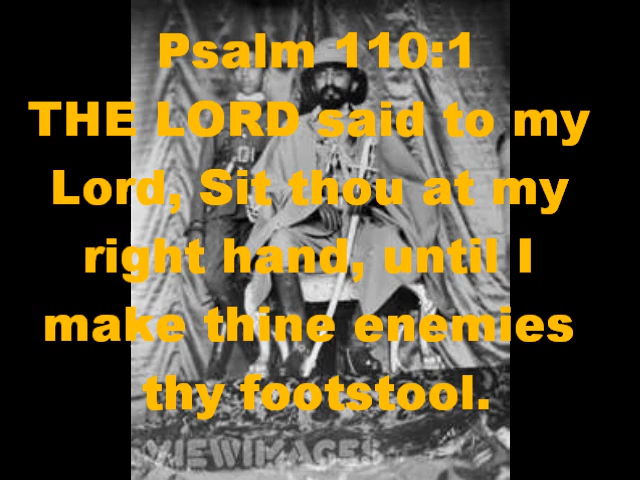 Psalm 110:1
THE LORD said to my
Lord, Sit thou at my
right hand, until I
make thine enemies
thy footstool.
VIEWIMAGES